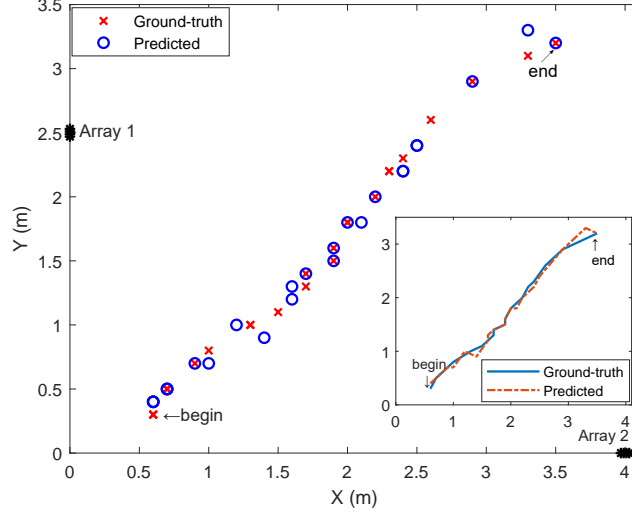 3.5
Ground-truth
Predicted
end
3
2.5
Array 1
2
Y (m)
1.5
1
0.5
←begin
0
0
0.5
1
1.5
2
2.5
3
3.5
4
X (m)
3
2
1
0
end
begin
Ground-truth
Predicted
0
1
2
3
4
Array 2